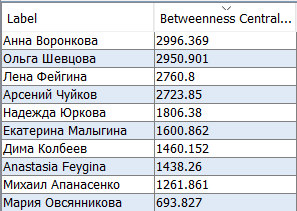 Label Betweenness Central...
Анна Воронкова 2996.369
Ольга Шевцова 2950.901
Лена Фейгина 2760.8
Арсений Чуйков 2723.85
Надежда Юркова 1806.38
Екатерина Малыгина 1600.862
Дима Колбеев 1460.152
Anastasia Feygina 1438.26
Михаил Апанасенко 1261.861
Мария Овсянникова 693.827